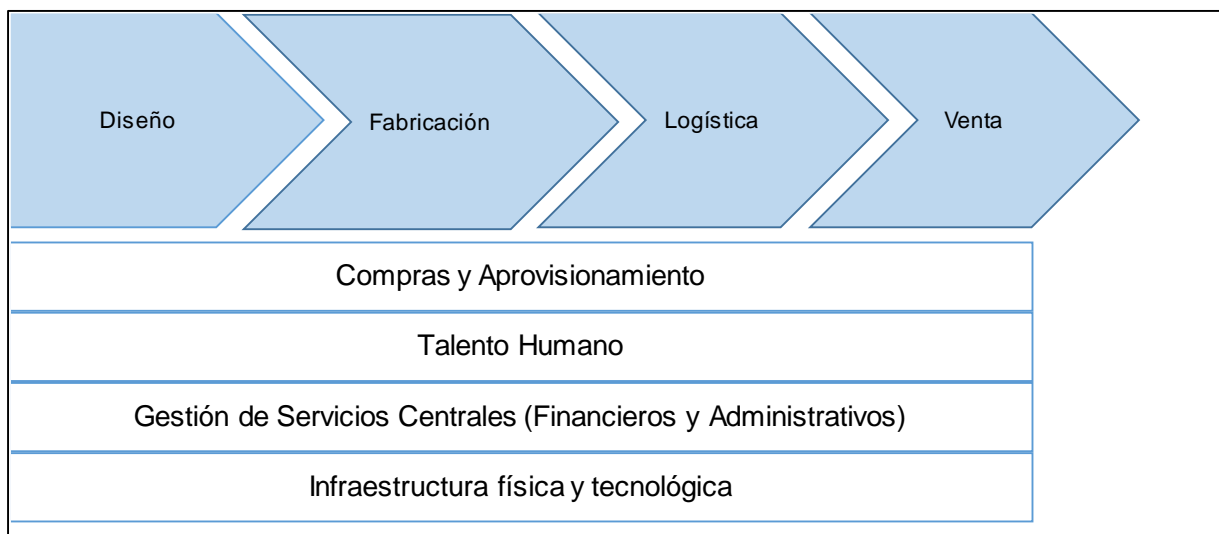 Diseño
Fabricación
Logística
Venta
Compras y Aprovisionamiento
Talento Humano
Gestión de Servicios Centrales (Financieros y Administrativos)
Infraestructura física y tecnológica